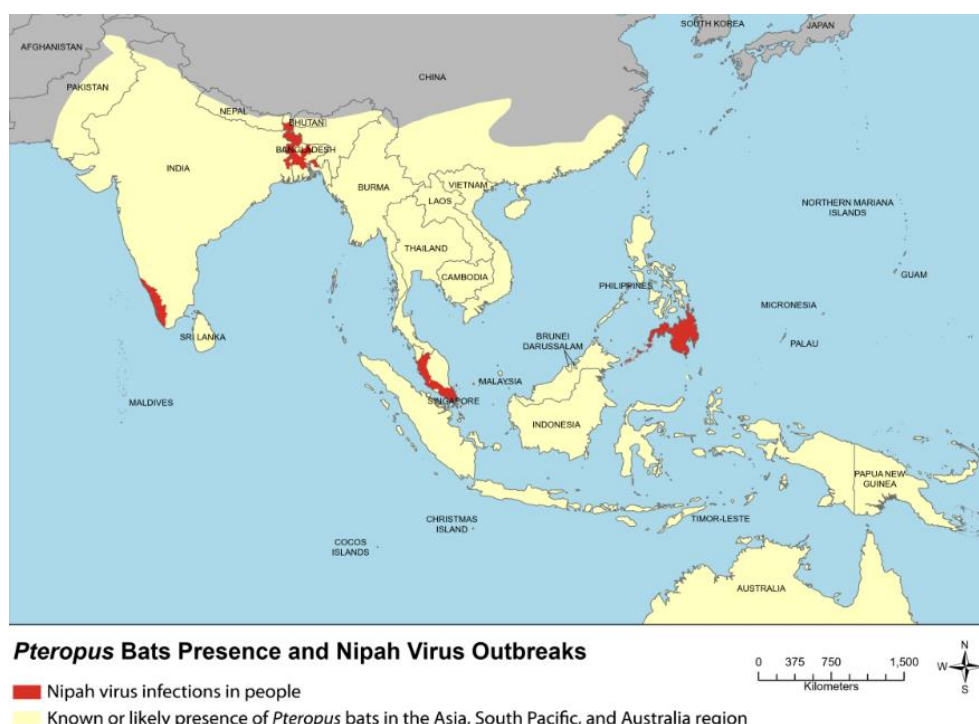 SOUTH KOREA
JAPAN
AFGHANISTAN
CHINA
PAKISTAN
NEPAL
BHUTAN
BANGLADESH
INDIA
BURMA
VIETNAM
LAOS
NORTHERN MARIANA
ISLANDS
THAILAND
CAMBODIA
GUAM
PHILIPPINES
MICRONESIA
SRI LANKA
BRUNEI
DARUSSALAM
PALAU
MALAYSIA
MALDIVES
SINGAPORE
INDONESIA
PAPUA NEW
GUINEA
CHRISTMAS
ISLAND
TIMOR-LESTE
COCOS
ISLANDS
AUSTRALIA
Pteropus Bats Presence and Nipah Virus Outbreaks
N
W
E
S
0 375 750 1,500
Kilometers
Nipah virus infections in people
Known or likely presence of Pteropus bats in the Asia, South Pacific, and Australia region